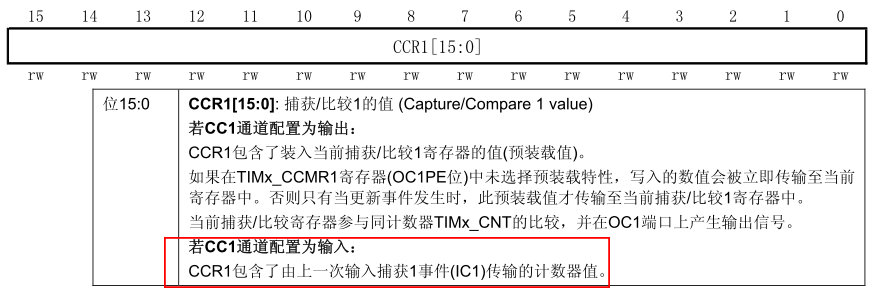 15 14 13 12 11 10 9 8 7 6 5 4 3 2 1 0
CCR1[15:0]
rw rw rw rw rw rw rw rw rw rw rw rw rw rw rw rw
位15:0 CCR1[15:0]: 捕获/比较1的值 (Capture/Compare 1 value)
若CC1通道配置为输出：
CCR1包含了装入当前捕获/比较1寄存器的值(预装载值)。
如果在TIMx_CCMR1寄存器(OC1PE位)中未选择预装载特性，写入的数值会被立即传输至当前
寄存器中。否则只有当更新事件发生时，此预装载值才传输至当前捕获/比较1寄存器中。
当前捕获/比较寄存器参与同计数器TIMx_CNT的比较，并在OC1端口上产生输出信号。
若CC1通道配置为输入：
CCR1包含了由上一次输入捕获1事件(IC1)传输的计数器值。